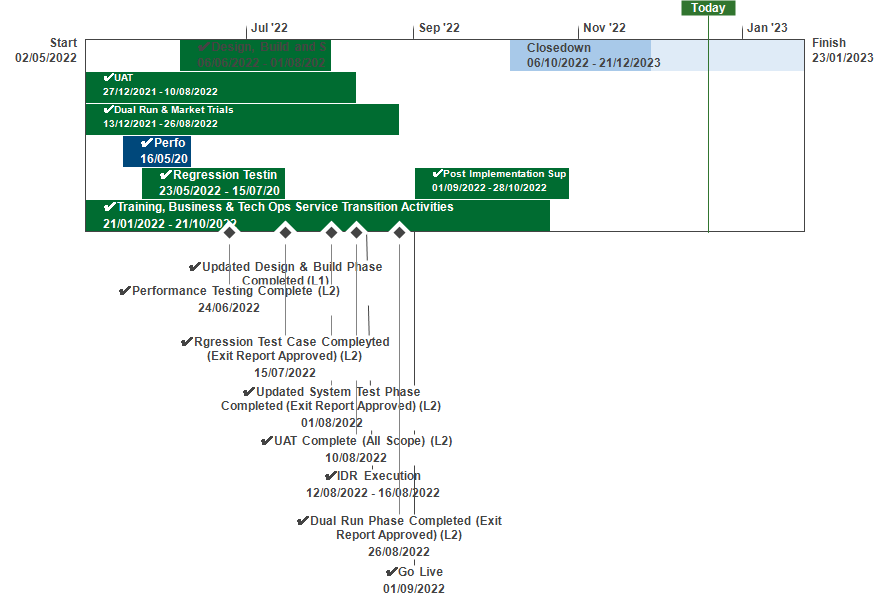 Today
Jul '22
Sep '22
Nov '22
Jan '23
Start
02/05/2022
Finish
23/01/2023
✔Design, Build and
Closedown
06/10/2022 - 21/12/2023
✔UAT
27/12/2021 - 10/08/2022
✔Dual Run & Market Trials
13/12/2021 - 26/08/2022
✔Perfo
16/05/20
✔Regression Testin
23/05/2022 - 15/07/20
✔Post Implementation Sup
01/09/2022 - 28/10/2022
✔Training, Business & Tech Ops Service Transition Activities
21/01/2022 - 21/10/2022
✔Updated Design & Build Phase
Completed (L1)
✔Performance Testing Complete (L2)
24/06/2022
✔Rgression Test Case Compleyted
(Exit Report Approved) (L2)
15/07/2022
✔Updated System Test Phase
Completed (Exit Report Approved) (L2)
01/08/2022
✔UAT Complete (All Scope) (L2)
10/08/2022
✔IDR Execution
12/08/2022 - 16/08/2022
✔Dual Run Phase Completed (Exit
Report Approved) (L2)
26/08/2022
✔Go Live
01/09/2022